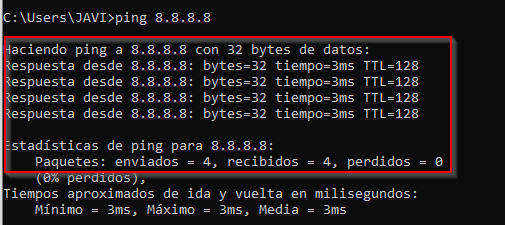 C:\Users\JAVI>ping 8.8.8.8
Haciendo ping a 8.8.8.8 con 32 bytes de datos:
Respuesta desde 8.8.8.8: bytes=32 tiempo=3ms TTL=128
Respuesta desde 8.8.8.8: bytes=32 tiempo=3ms TTL=128
Respuesta desde 8.8.8.8: bytes=32 tiempo=3ms TTL=128
Respuesta desde 8.8.8.8: bytes=32 tiempo=3ms TTL=128
Estadísticas de ping para 8.8.8.8:
Paquetes: enviados = 4, recibidos = 4, perdidos = 0
(0% perdidos),
Tiempos aproximados de ida y vuelta en milisegundos:
Mínimo = 3ms, Máximo = 3ms, Media = 3ms